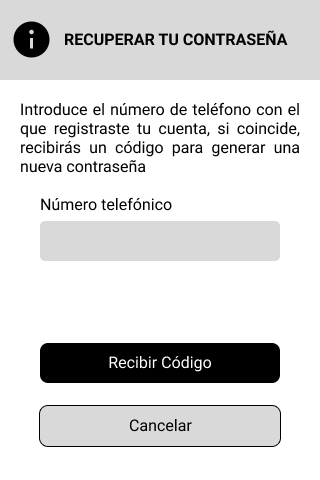 RECUPERAR TU CONTRASEÑA
Introduce el número de teléfono con el
que registraste tu cuenta, si coincide,
recibirás un código para generar una
nueva contraseña
Número telefónico
Recibir Código
Cancelar